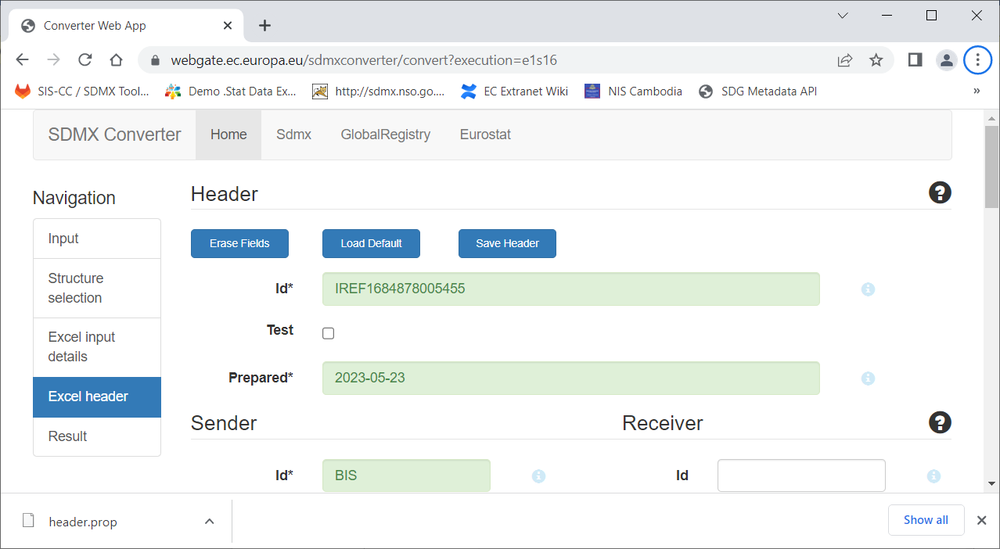 Converter Web App
webgate.ec.europa.eu/sdmxconverter/convert?execution=e1s16
SIS-CC / SDMX Tool... Demo .Stat Data Ex... http://sdmx.nso.go.... EC Extranet Wiki NIS Cambodia SDG Metadata API »
SDMX Converter Home Sdmx GlobalRegistry Eurostat
Navigation
Input
Structure
selection
Excel input
details
Excel header
Result
Header
Erase Fields Load Default Save Header
Id* IREF1684878005455
Test
Prepared* 2023-05-23
Sender Receiver
Id* BIS Id
header.prop Show all